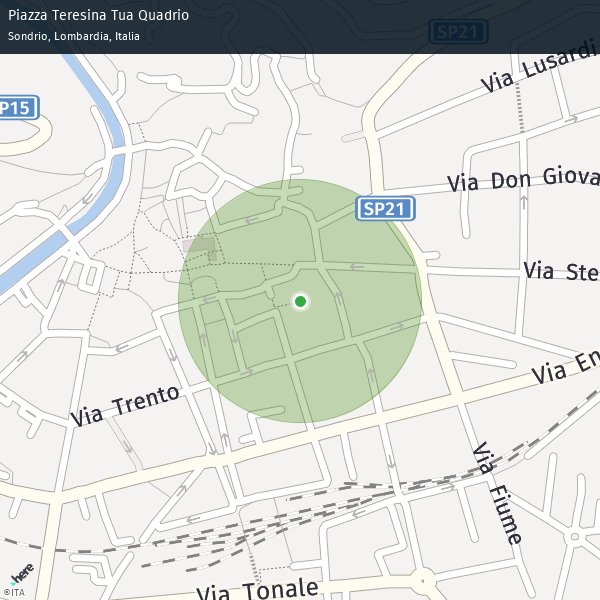 Piazza Teresina Tua Quadrio
Sondrio, Lombardia, Italia
SP21
Via Lusardi
P15
Via Don Giova
SP21
Via Ste
Via En
Via Trento
Via Fiume
here
Via Tonale
©ITA